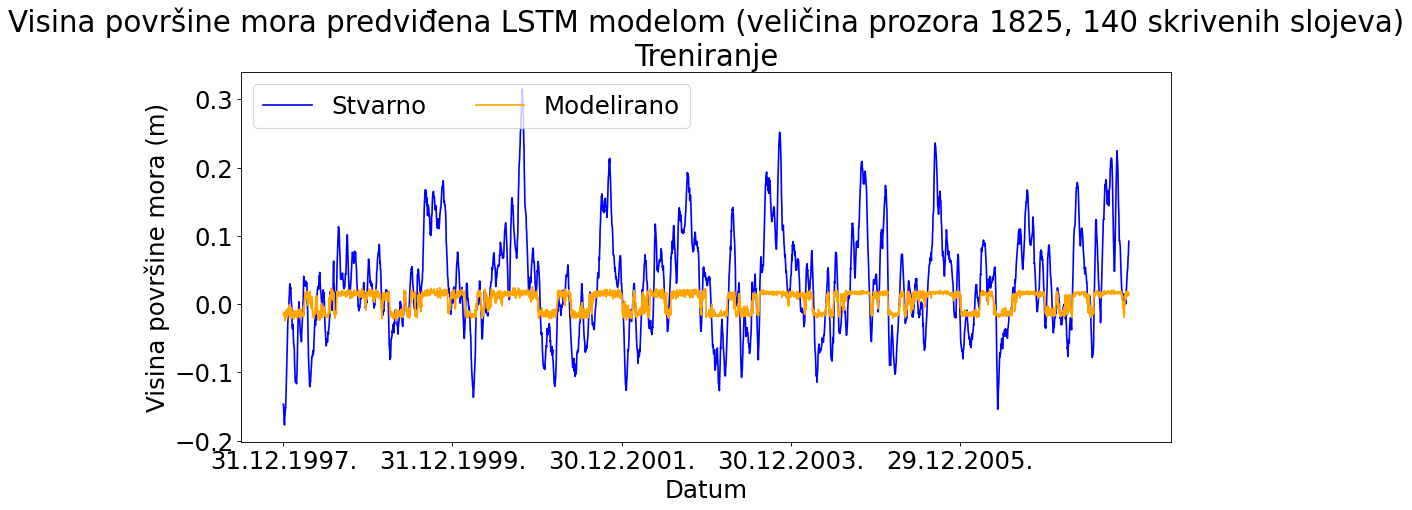 Visina površine mora predviđena LSTM modelom (veličina prozora 1825, 140 skrivenih slojeva)
Treniranje
Stvarno Modelirano
Visina površine mora (m)
0.3
0.2
0.1
0.0
−0.1
−0.2
31.12.1997. 31.12.1999. 30.12.2001. 30.12.2003. 29.12.2005.
Datum